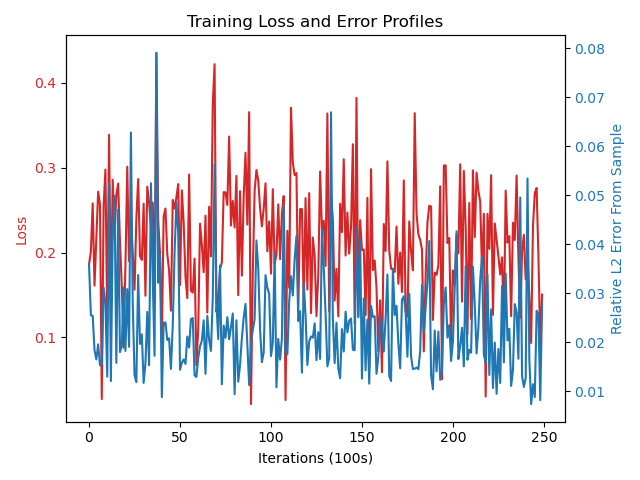 Training Loss and Error Profiles
Loss
0.4
0.3
0.2
0.1
0.08
0.07
0.06
0.05
0.04
0.03
0.02
0.01
Relative L2 Error From Sample
0 50 100 150 200 250
Iterations (100s)